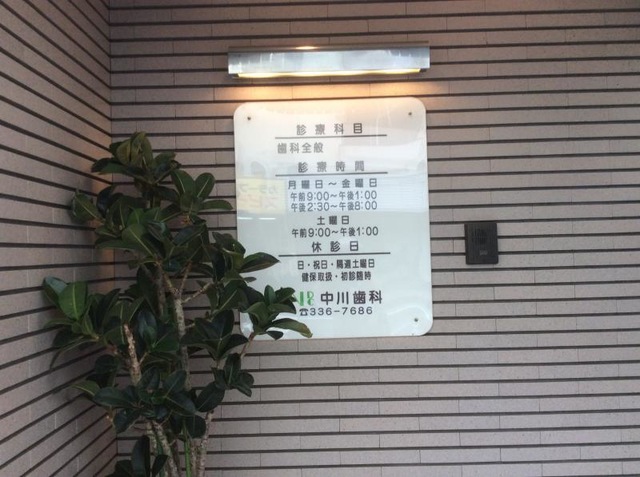 診療科目
歯科全般
診療時間
月曜日～金曜日
午前9:00～午後1:00
午後2:30～午後8:00
土曜日
午前9:00～午後1:00
休診日
日・祝日・隔週土曜日
健保取扱・初診随時
中川歯科
☎336-7686